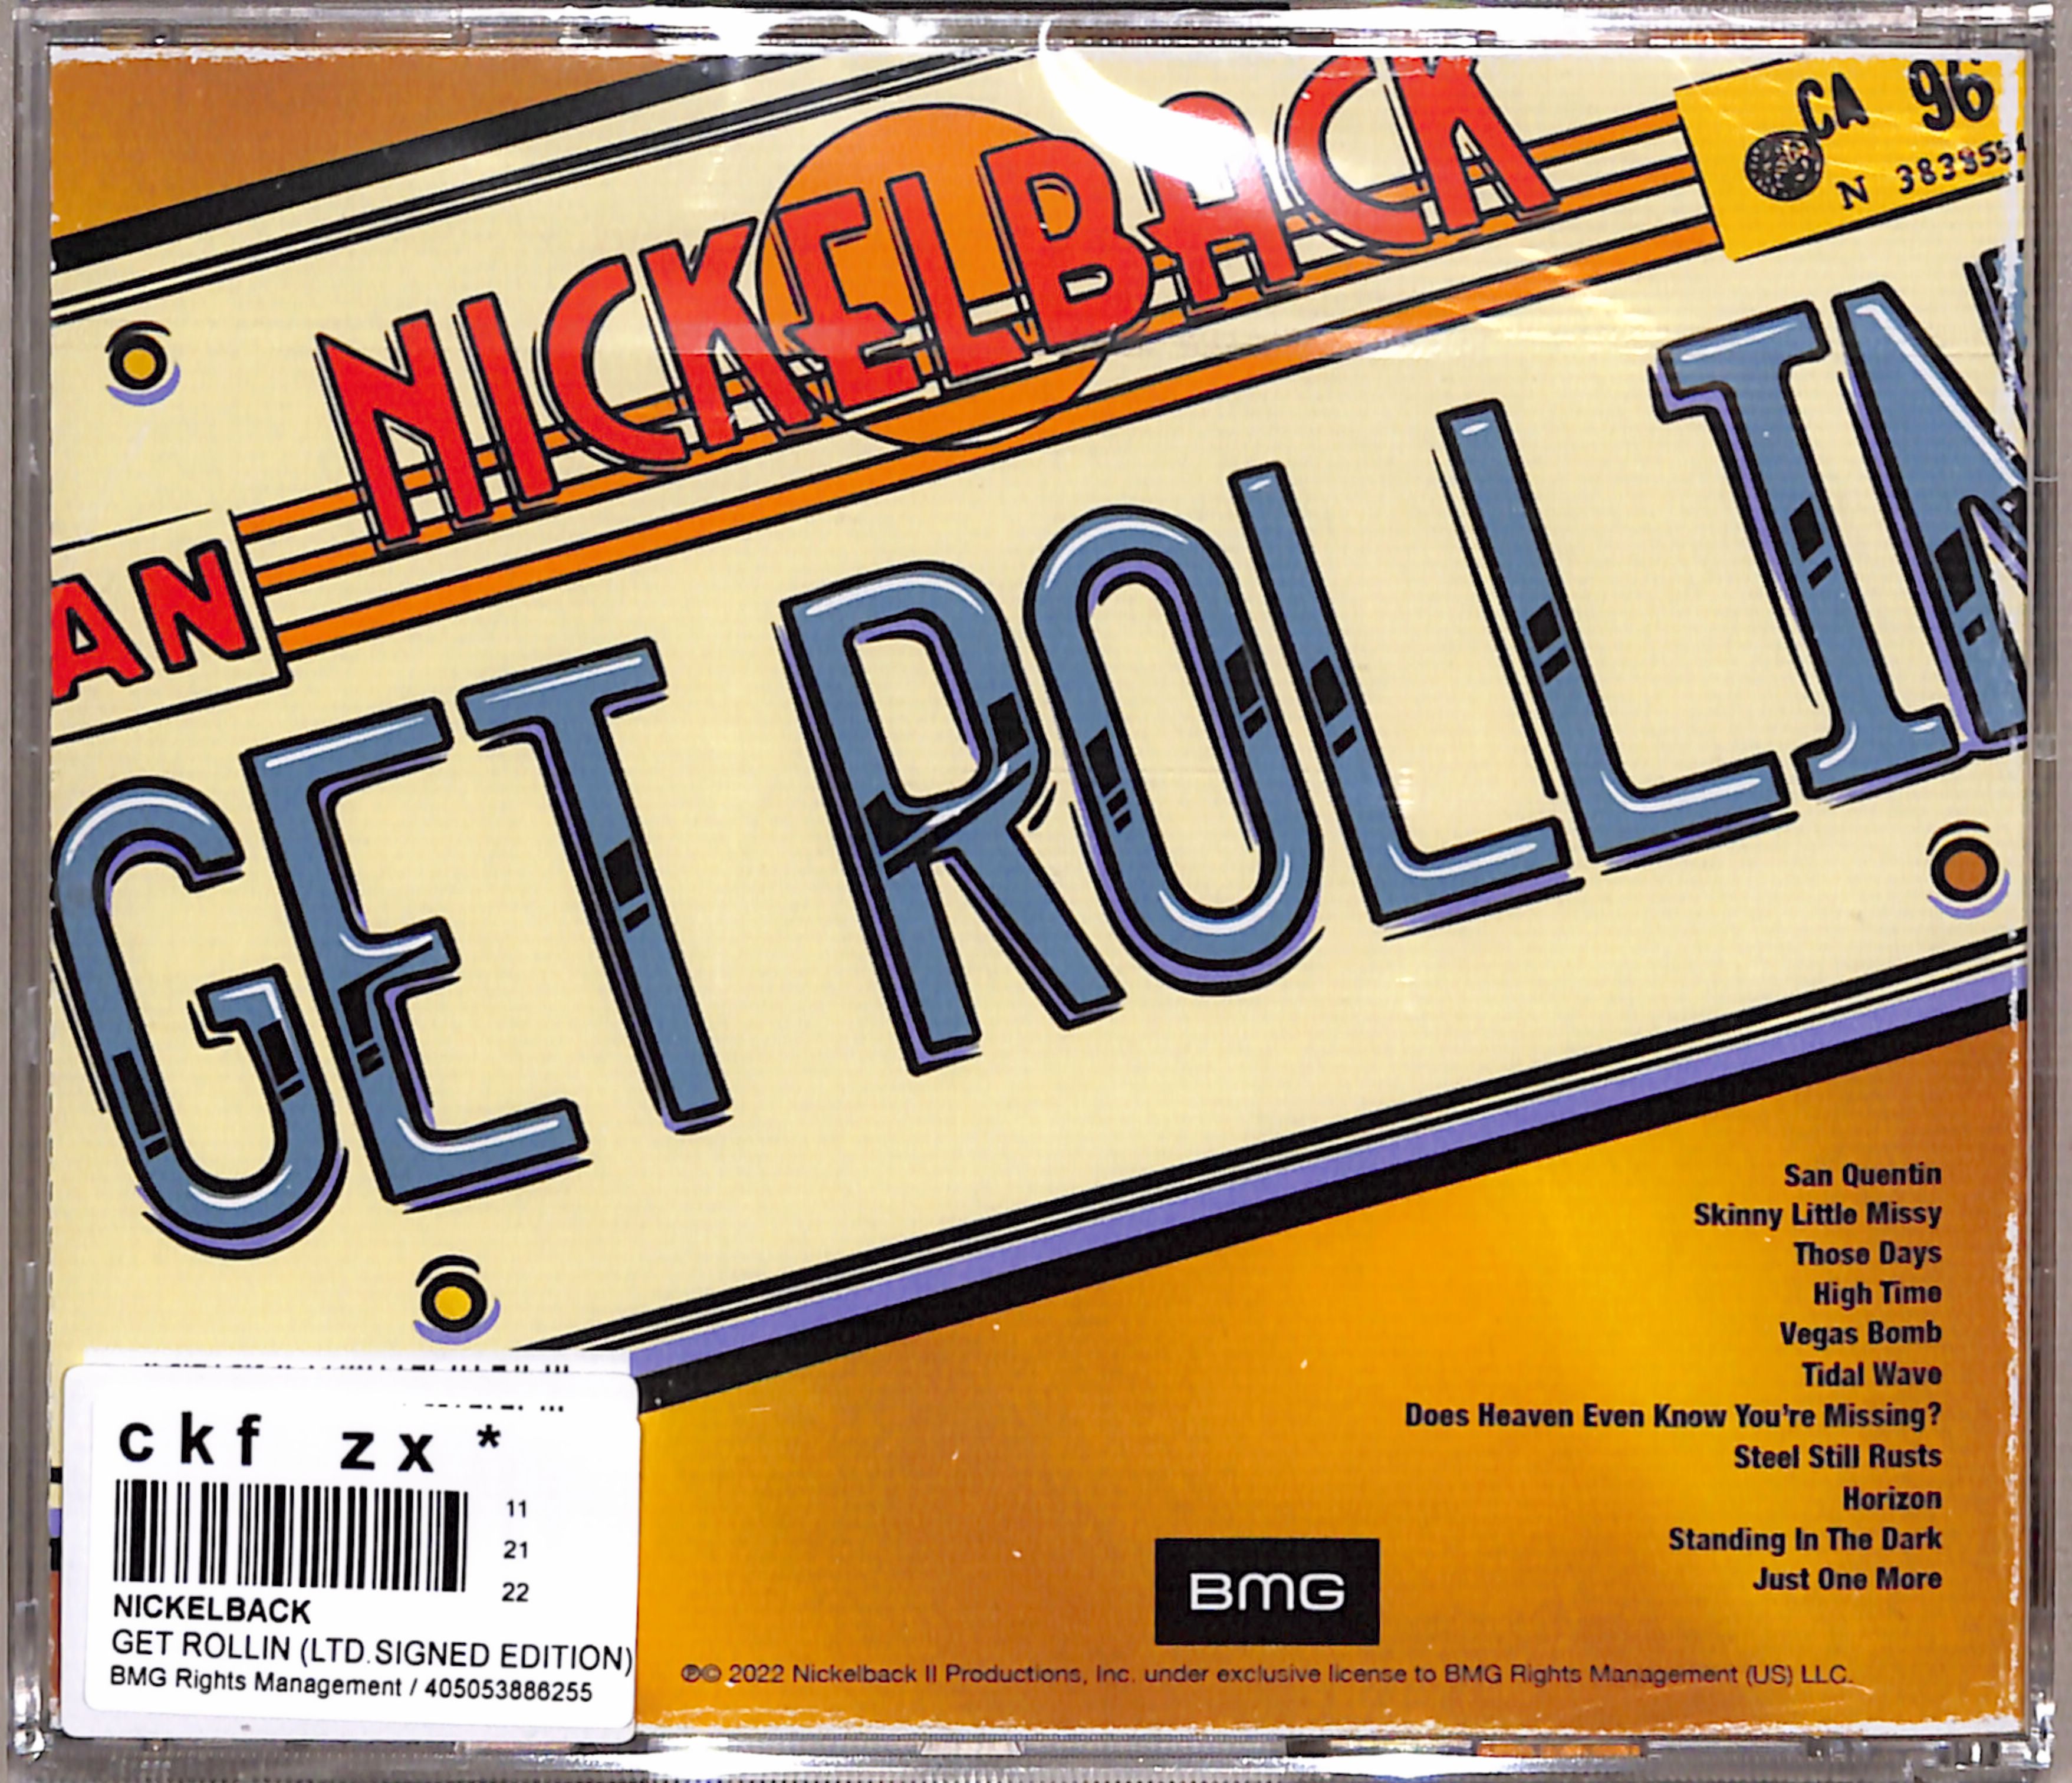 CA 96
N 383955
NICKELBACK
AN
GET ROLLIN
San Quentin
Skinny Little Missy
Those Days
High Time
Vegas Bomb
Tidal Wave
Does Heaven Even Know You're Missing?
Steel Still Rusts
Horizon
Standing In The Dark
Just One More
BMG
℗© 2022 Nickelback II Productions, Inc. under exclusive license to BMG Rights Management (US) LLC.
ckf zx *
11
21
22
NICKELBACK
GET ROLLIN (LTD.SIGNED EDITION)
BMG Rights Management / 405053886255